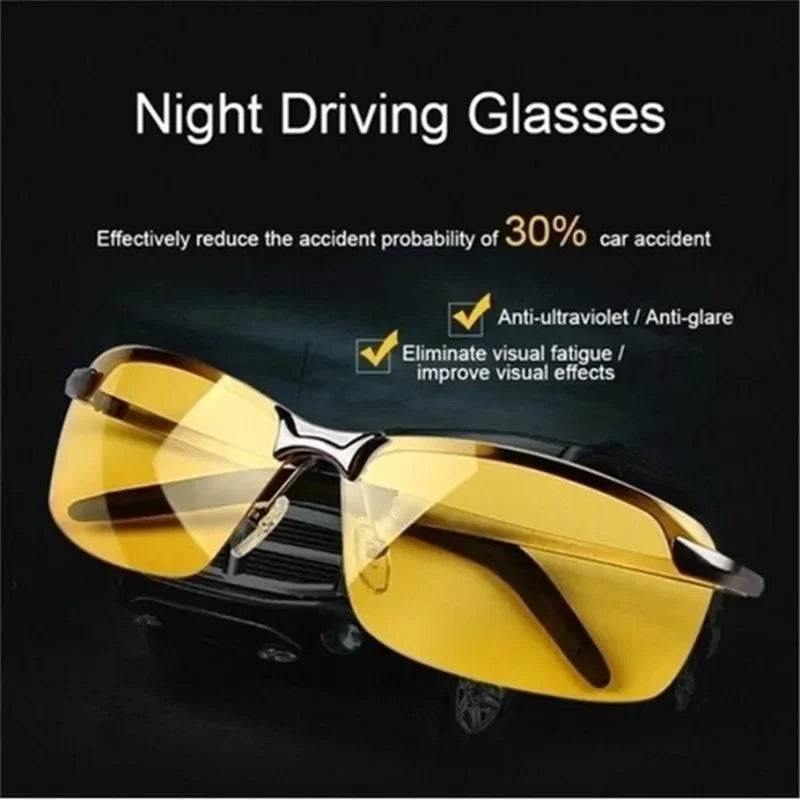 Night Driving Glasses
Effectively reduce the accident probability of 30% car accident
Anti-ultraviolet / Anti-glare
Eliminate visual fatigue /
improve visual effects